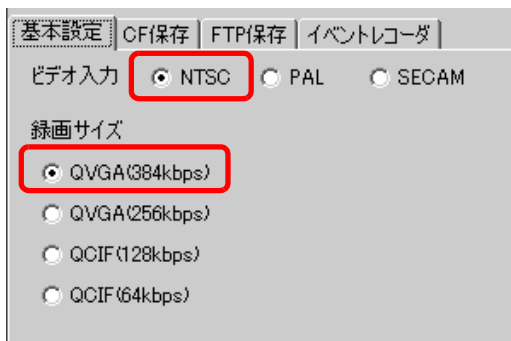 基本設定 CF保存 FTP保存 イベントレコーダ
ビデオ入力 NTSC PAL SECAM
録画サイズ
QVGA(384kbps)
QVGA(256kbps)
QCIF(128kbps)
QCIF(64kbps)